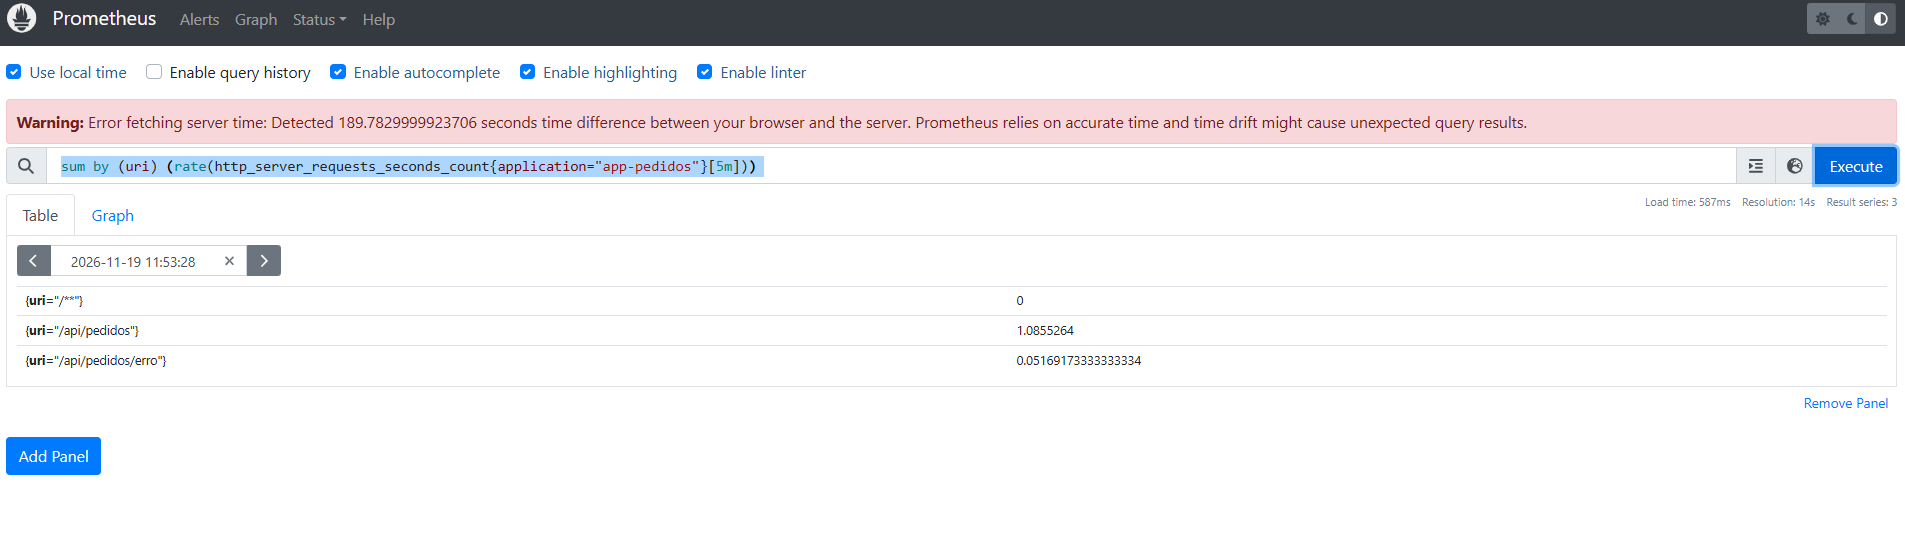 Prometheus Alerts Graph Status Help
Use local time Enable query history Enable autocomplete Enable highlighting Enable linter
Warning: Error fetching server time: Detected 189.7829999923706 seconds time difference between your browser and the server. Prometheus relies on accurate time and time drift might cause unexpected query results.
sum by (uri) (rate(http_server_requests_seconds_count{application="app-pedidos"}[5m])) Execute
Load time: 587ms Resolution: 14s Result series: 3
Table Graph
2026-11-19 11:53:28
{uri="/**"} 0
{uri="/api/pedidos"} 1.0855264
{uri="/api/pedidos/erro"} 0.05169173333333334
Remove Panel
Add Panel